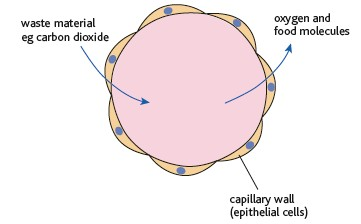 waste material
eg carbon dioxide
oxygen and
food molecules
capillary wall
(epithelial cells)